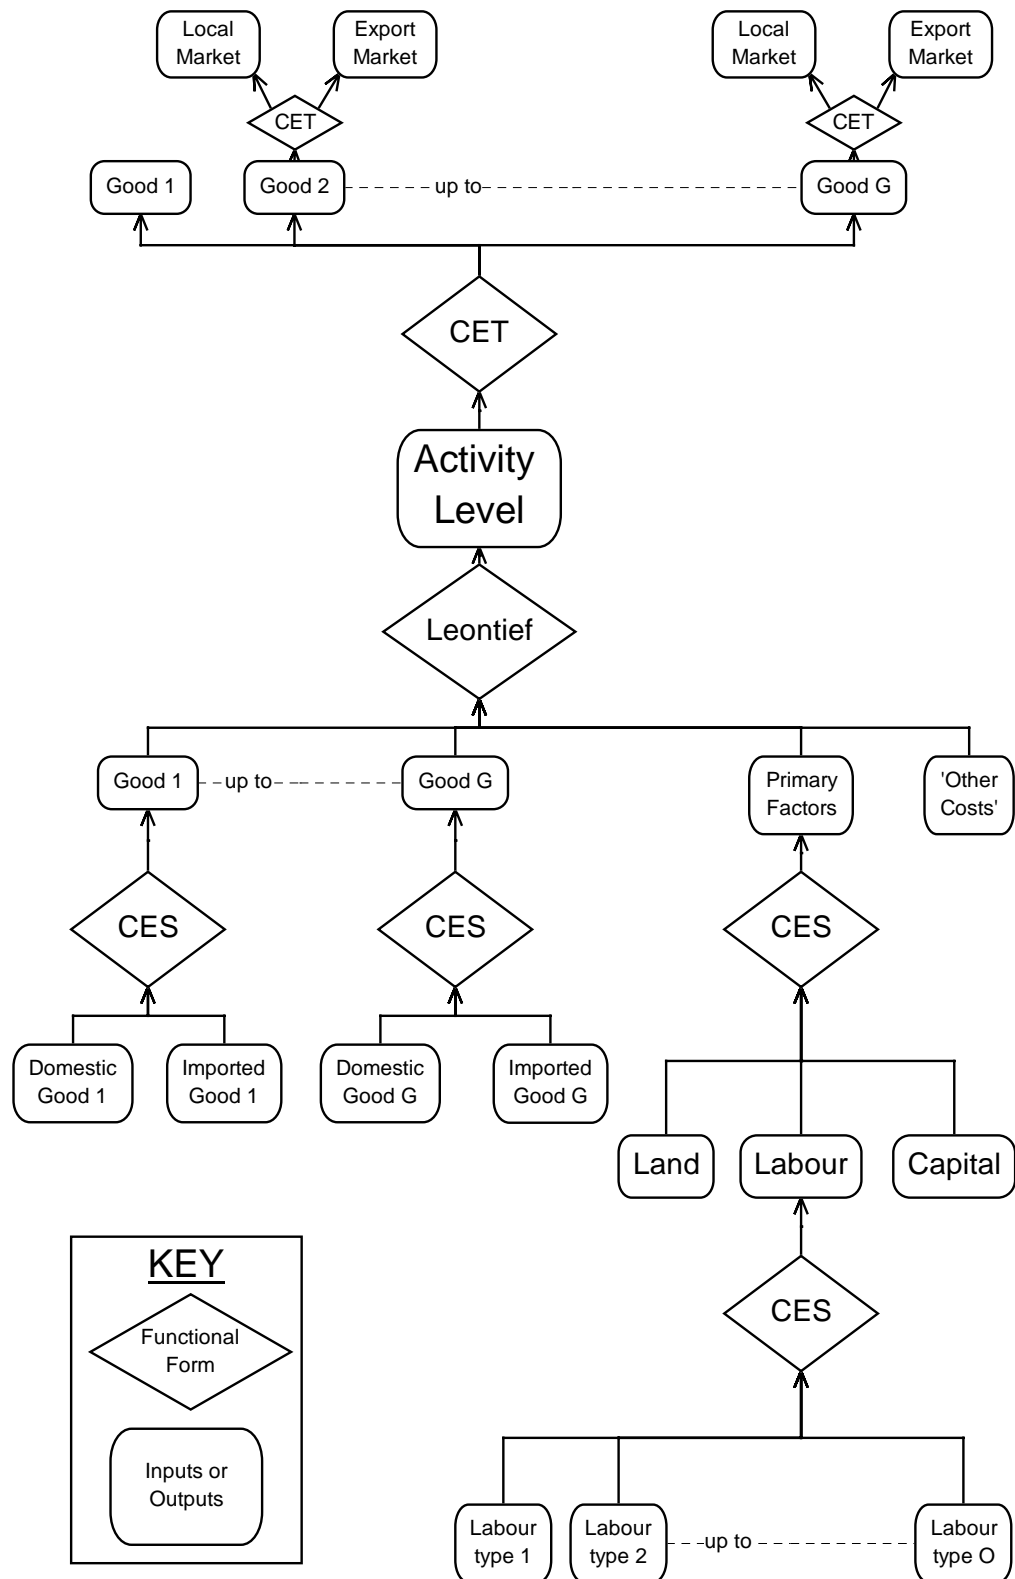 Local
Market
Export
Market
Local
Market
Export
Market
CET
CET
Good 1
Good 2
up to
Good G
CET
Activity
Level
Leontief
Good 1
up to
Good G
Primary
Factors
'Other
Costs'
CES
CES
CES
Domestic
Good 1
Imported
Good 1
Domestic
Good G
Imported
Good G
Land
Labour
Capital
KEY
Functional
Form
Inputs or
Outputs
CES
Labour
type 1
Labour
type 2
up to
Labour
type O